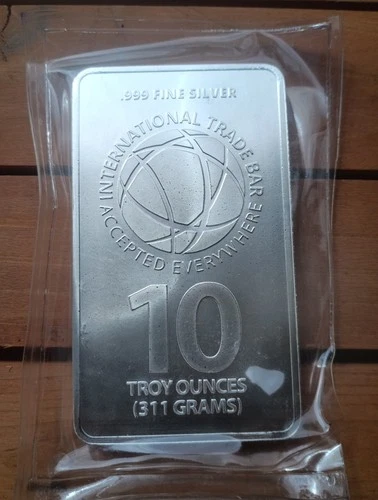 .999 FINE SILVER
INTERNATIONAL TRADE BAR
ACCEPTED EVERYWHERE
10
TROY OUNCES
(311 GRAMS)